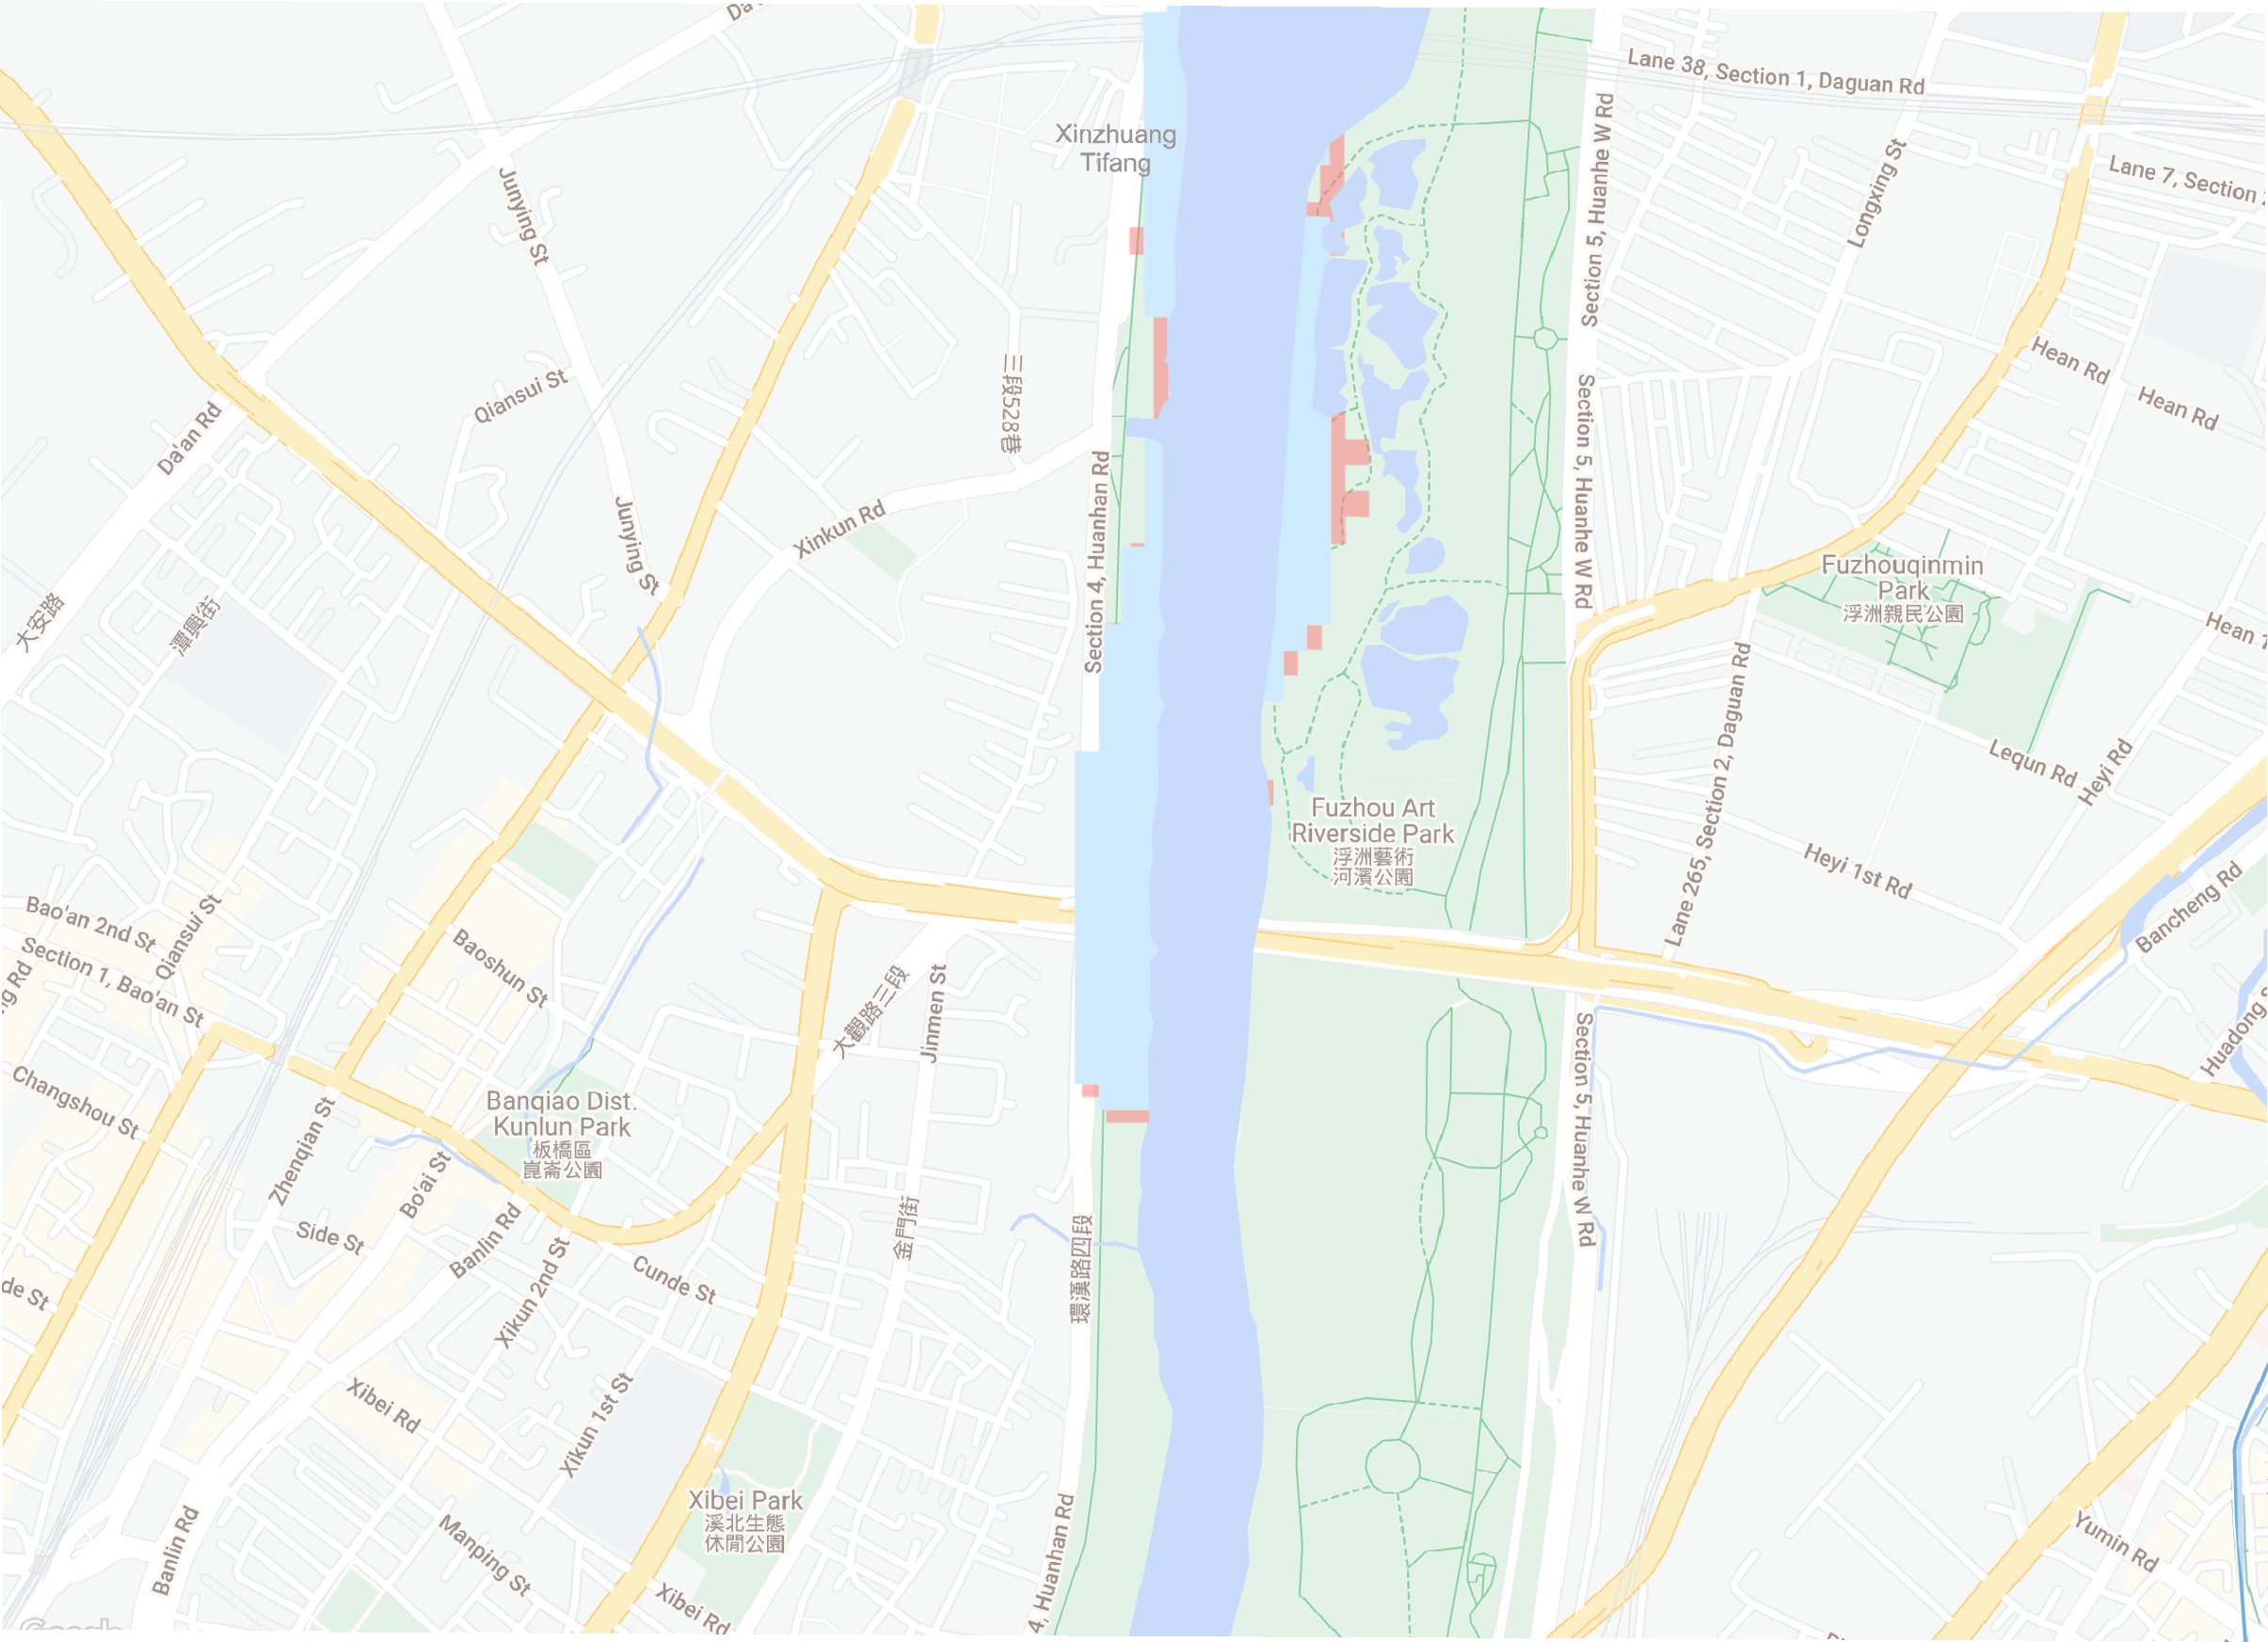 Lane 38, Section 1, Daguan Rd
Xinzhuang
Tifang
Lane 7, Section
Junying St
Section 5, Huanhe W Rd
Longxing St
Hean Rd
Hean Rd
Qiansui St
三段528巷
Da'an Rd
Section 5, Huanhe W Rd
Junying St
Xinkun Rd
Section 4, Huanhan Rd
Fuzhouqinmin
Park
浮洲親民公園
大安路
潭興街
Hean 1
Lane 265, Section 2, Daguan Rd
Lequn Rd
Heyi Rd
Fuzhou Art
Riverside Park
浮洲藝術
河濱公園
Heyi 1st Rd
Bancheng Rd
Bao'an 2nd St
Qiansui St
Section 1, Bao'an St
Baoshun St
大觀路三段
Jinmen St
Huadong S
Section 5, Huanhe W Rd
Changshou St
Banqiao Dist.
Kunlun Park
板橋區
崑崙公園
Zhenqian St
Bo'ai St
Side St
Banlin Rd
Xikun 2nd St
Cunde St
金門街
環漢路四段
de St
Xibei Rd
Xikun 1st St
Xibei Park
溪北生態
休閒公園
Banlin Rd
Manping St
Xibei Rd
4, Huanhan Rd
Yumin Rd